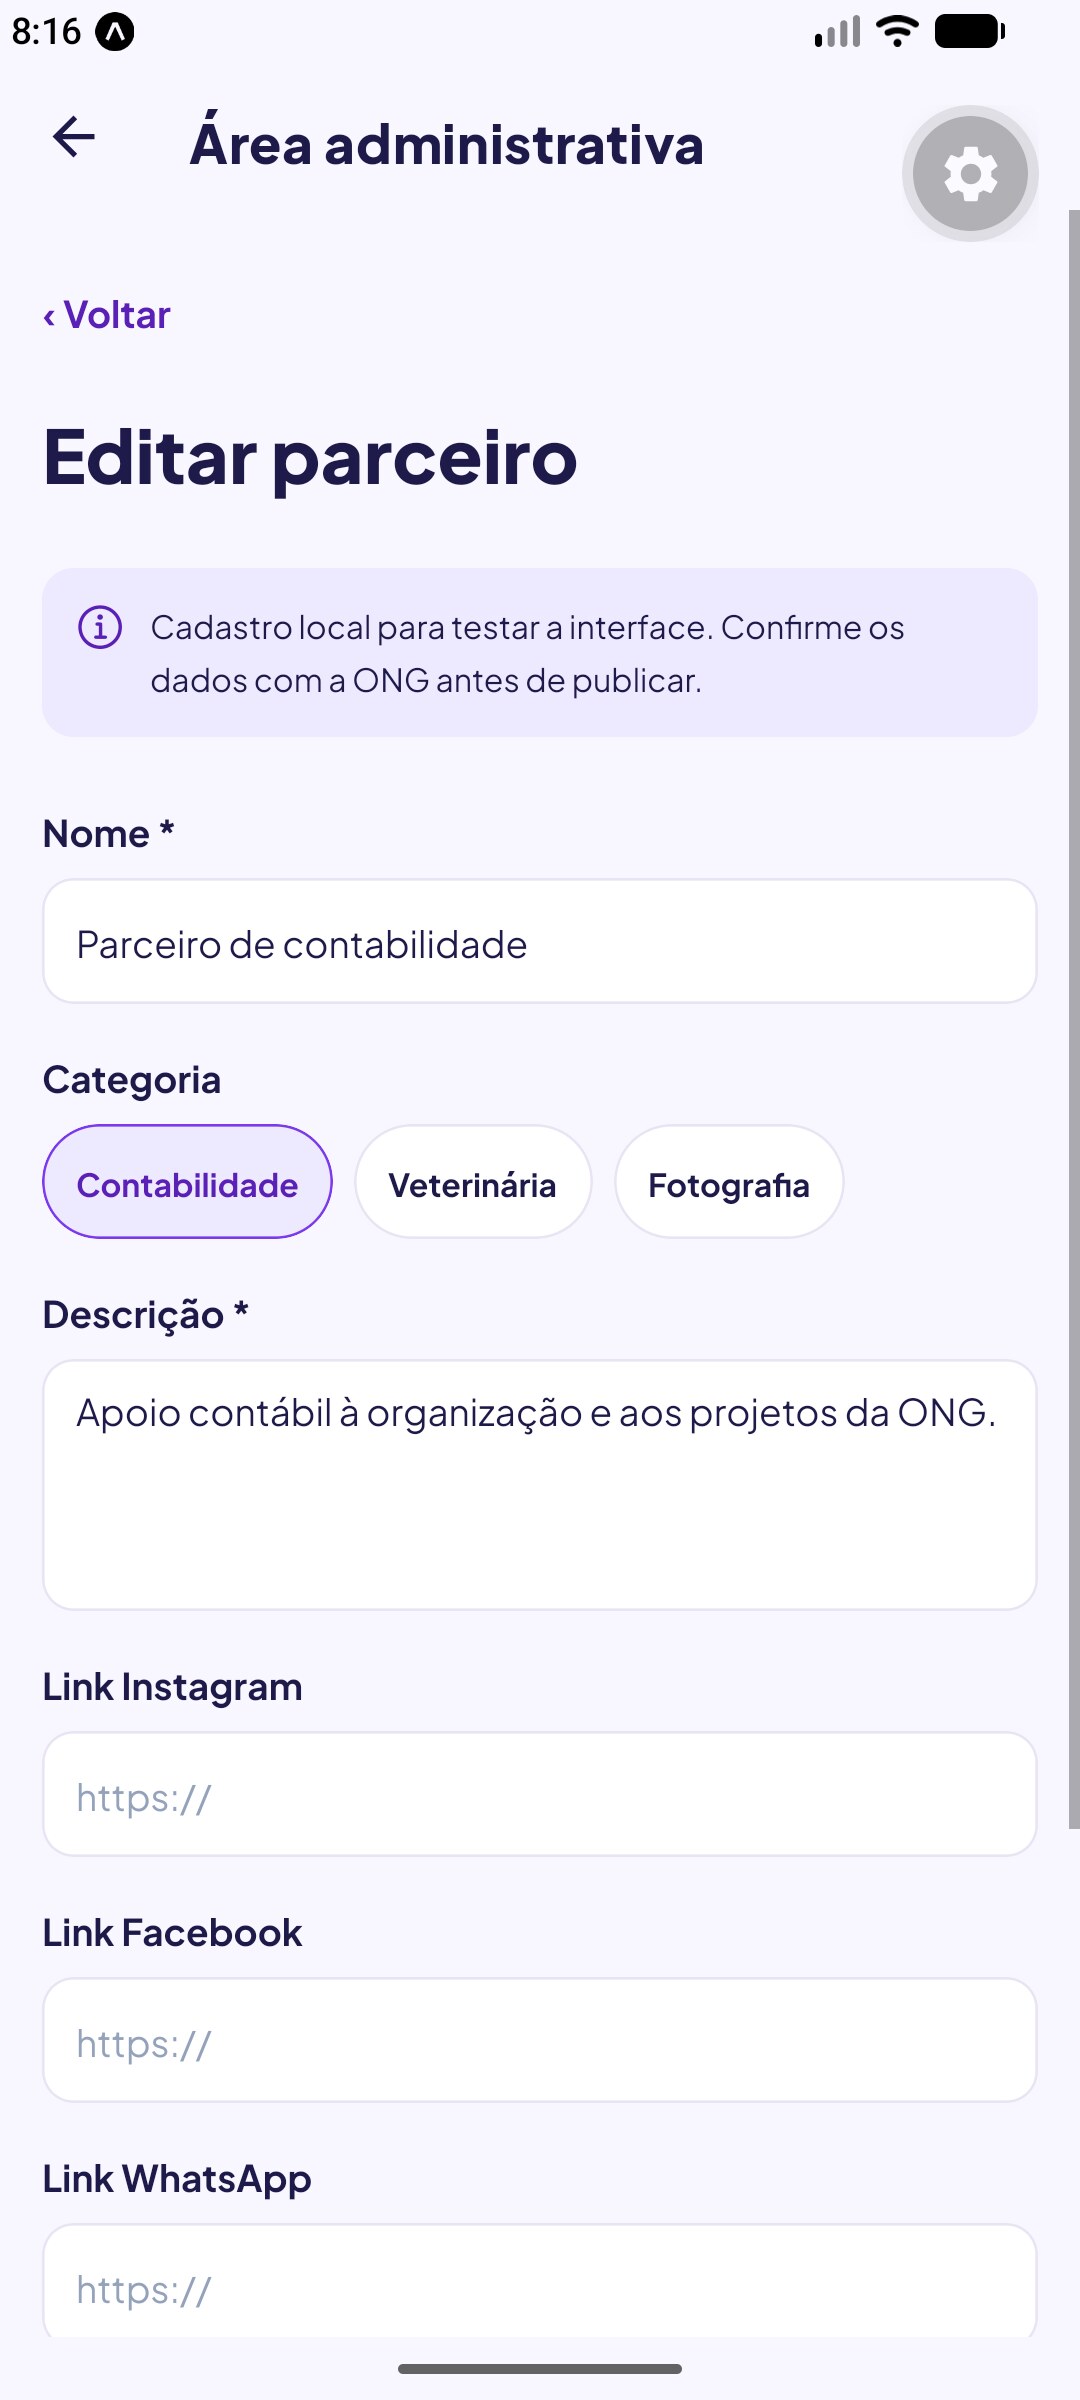 8:16
Área administrativa
‹ Voltar
Editar parceiro
Cadastro local para testar a interface. Confirme os
dados com a ONG antes de publicar.
Nome *
Parceiro de contabilidade
Categoria
Contabilidade Veterinária Fotografia
Descrição *
Apoio contábil à organização e aos projetos da ONG.
Link Instagram
https://
Link Facebook
https://
Link WhatsApp
https://